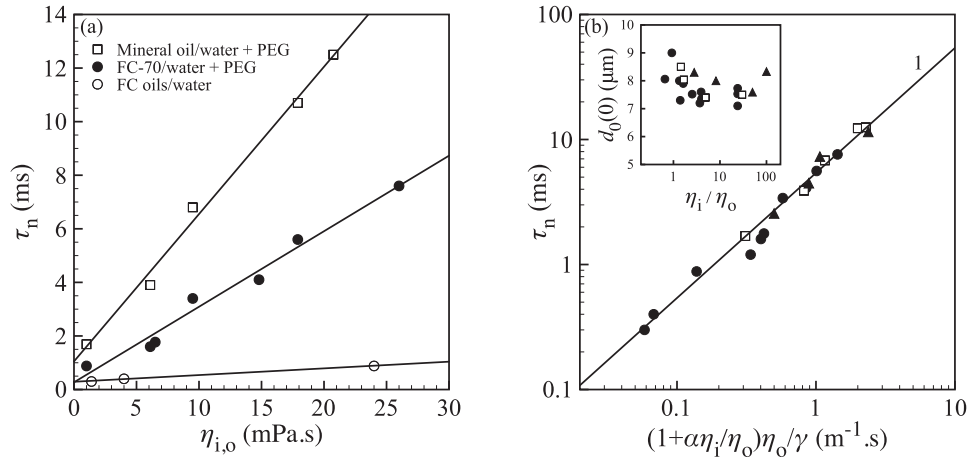 (a)
Mineral oil/water + PEG
FC-70/water + PEG
FC oils/water
14
12
10
8
6
4
2
0
τn (ms)
0 5 10 15 20 25 30
ηi,o (mPa.s)
(b)
100
10
1
0.1
τn (ms)
1
0.1 1 10
(1+αηi/ηo)ηo/γ (m-1.s)
10
9
8
7
6
5
d0(0) (µm)
1 10 100
ηi/ηo